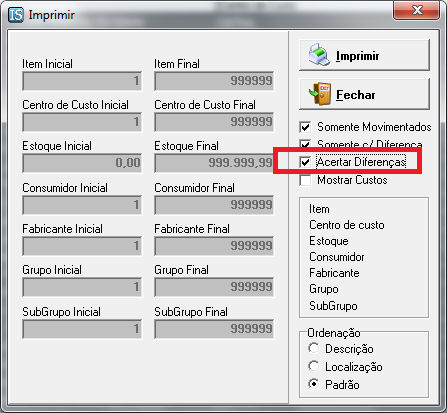 IS Imprimir
Item Inicial Item Final
1 999999
Centro de Custo Inicial Centro de Custo Final
1 999999
Estoque Inicial Estoque Final
0,00 999.999,99
Consumidor Inicial Consumidor Final
1 999999
Fabricante Inicial Fabricante Final
1 999999
Grupo Inicial Grupo Final
1 999999
SubGrupo Inicial SubGrupo Final
1 999999
Imprimir
Fechar
Somente Movimentados
Somente c/ Diferença
Acertar Diferenças
Mostrar Custos
Item
Centro de custo
Estoque
Consumidor
Fabricante
Grupo
SubGrupo
Ordenação
Descrição
Localização
Padrão